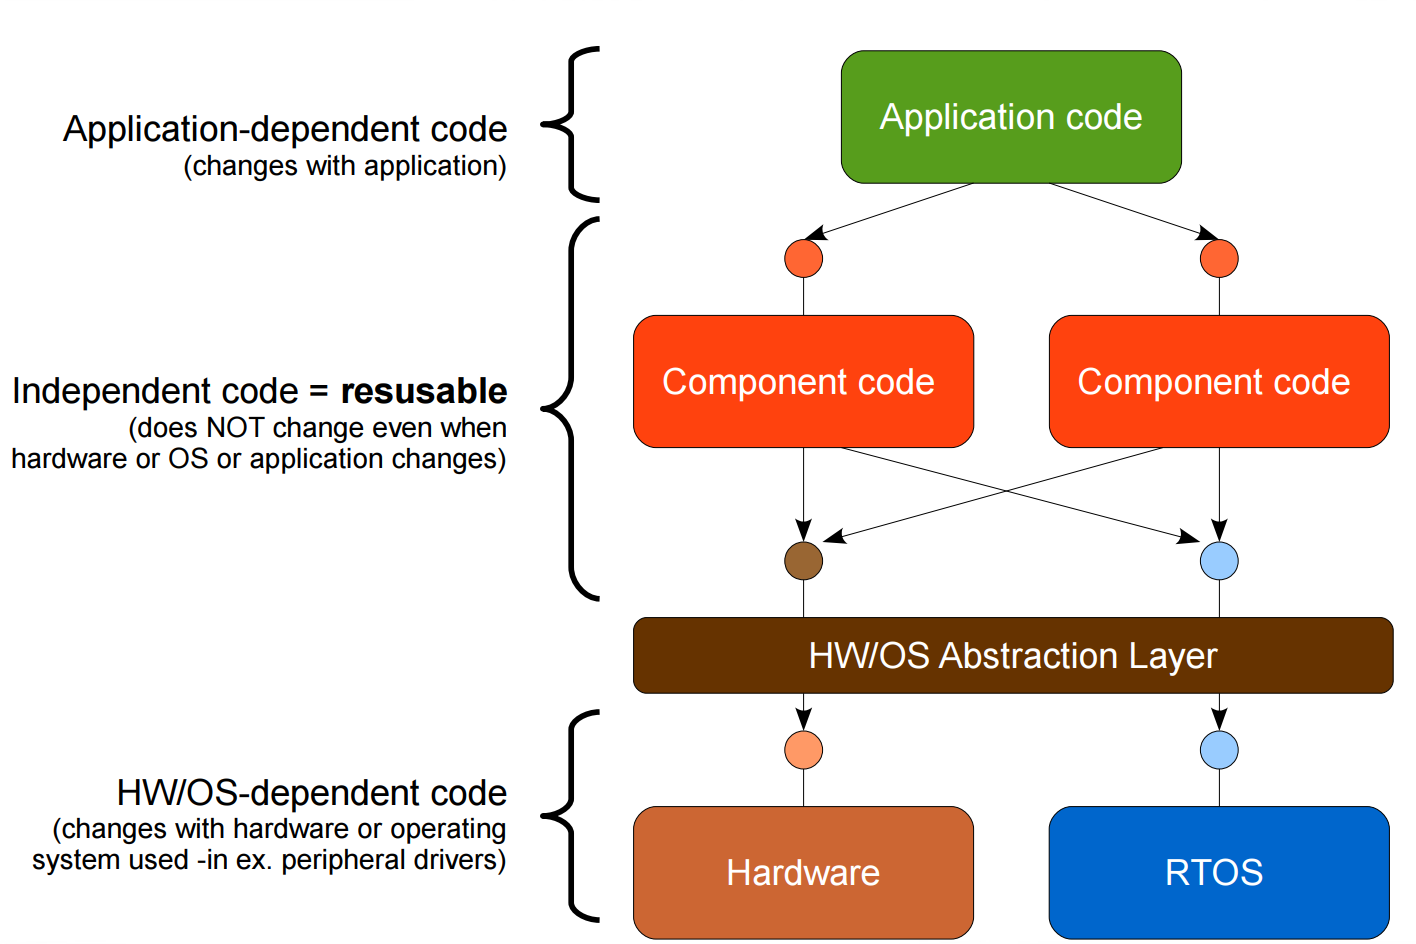 Application-dependent code
(changes with application)
Application code
Independent code = resusable
(does NOT change even when
hardware or OS or application changes)
Component code
Component code
HW/OS Abstraction Layer
HW/OS-dependent code
(changes with hardware or operating
system used -in ex. peripheral drivers)
Hardware
RTOS